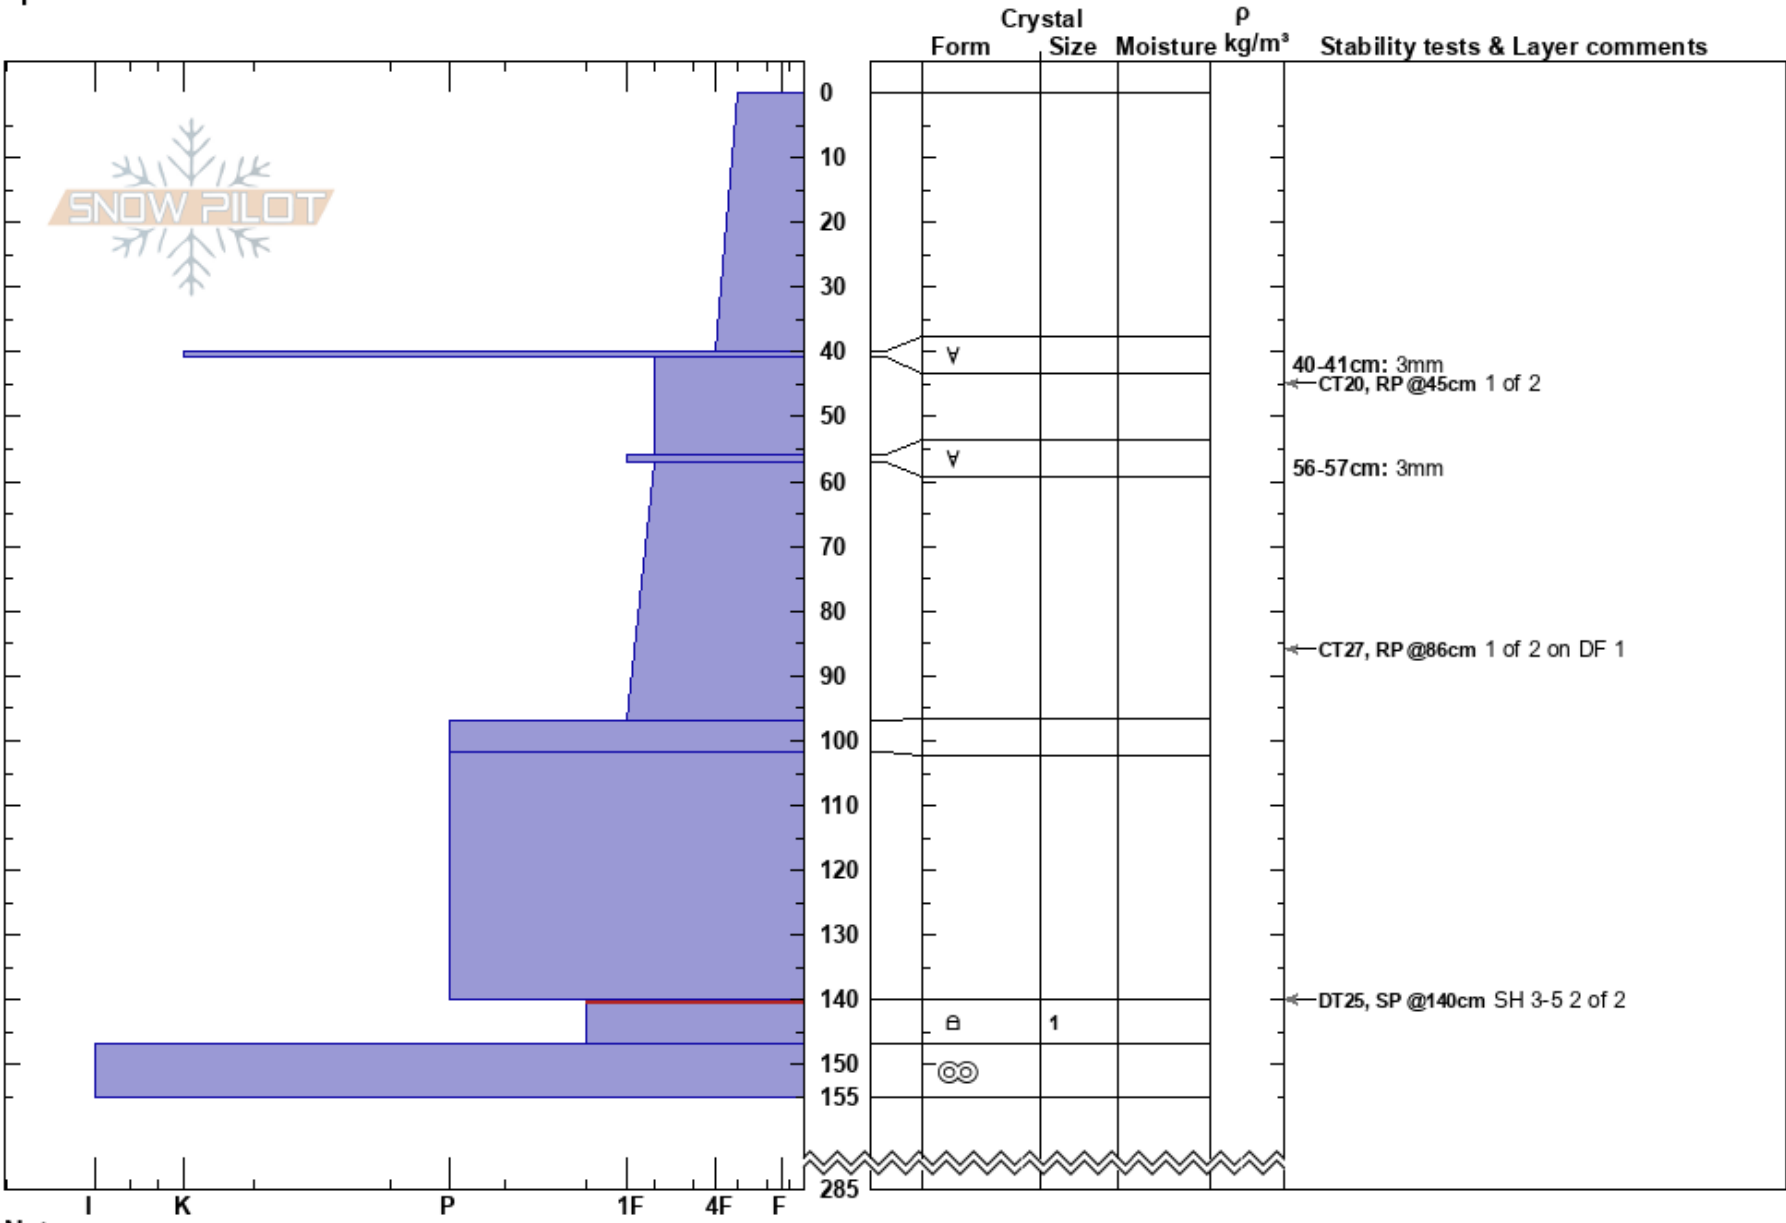 Crystal ρ
Form Size Moisture kg/m³ Stability tests & Layer comments
0
10
SNOW PILOT
20
30
40
40-41cm: 3mm
CT20, RP @45cm 1 of 2
50
56-57cm: 3mm
60
70
80
CT27, RP @86cm 1 of 2 on DF 1
90
100
110
120
130
140
DT25, SP @140cm SH 3-5 2 of 2
1
150
155
285
I K P 1F 4F F